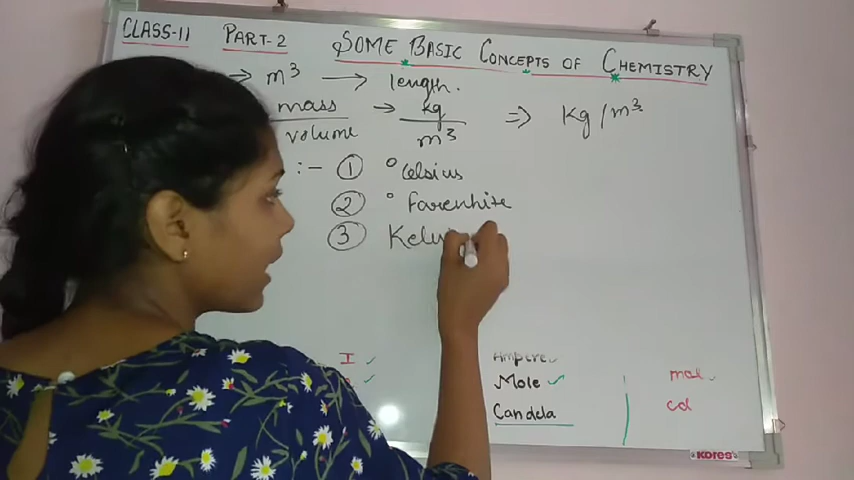 CLASS-11 PART-2 SOME BASIC CONCEPTS OF CHEMISTRY
→ m³ → length.
mass / volume → kg / m³ ⇒ Kg/m³
:- ① °Celsius
② °Farenhite
③ Kelv
I ✓ Ampere ✓ mol ✓
✓ Mole ✓ cd
Candela
KORES